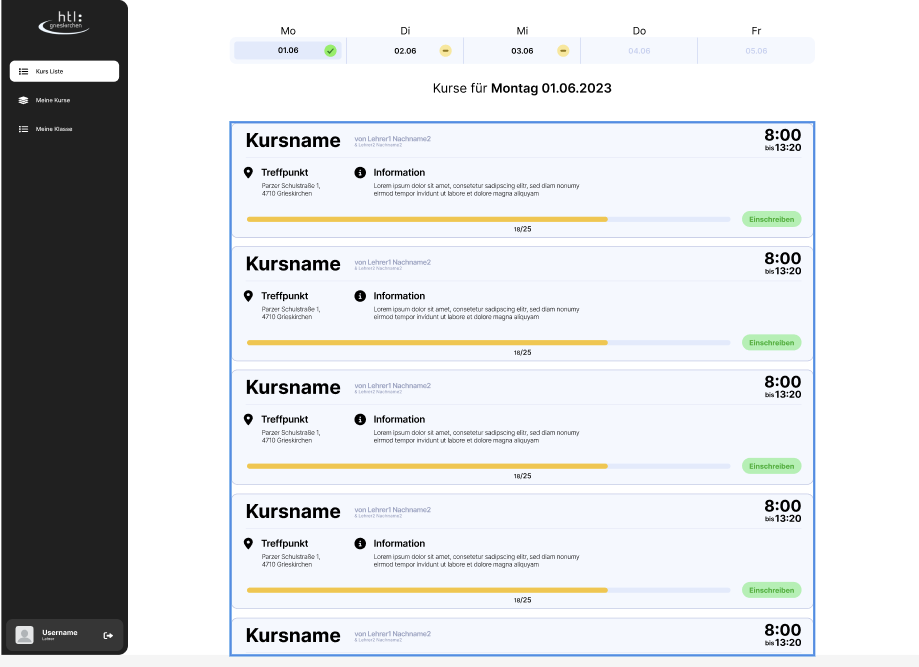 htl:
grieskirchen
Kurs Liste
Meine Kurse
Meine Klasse
Username
Lehrer
Mo Di Mi Do Fr
01.06 02.06 03.06 04.06 05.06
Kurse für Montag 01.06.2023
Kursname von Lehrer1 Nachname2 8:00
& Lehrer2 Nachname2 bis 13:20
Treffpunkt Information
Parzer Schulstraße 1, Lorem ipsum dolor sit amet, consetetur sadipscing elitr, sed diam nonumy
4710 Grieskirchen eirmod tempor invidunt ut labore et dolore magna aliquyam
Einschreiben
18/25
Kursname von Lehrer1 Nachname2 8:00
& Lehrer2 Nachname2 bis 13:20
Treffpunkt Information
Parzer Schulstraße 1, Lorem ipsum dolor sit amet, consetetur sadipscing elitr, sed diam nonumy
4710 Grieskirchen eirmod tempor invidunt ut labore et dolore magna aliquyam
Einschreiben
18/25
Kursname von Lehrer1 Nachname2 8:00
& Lehrer2 Nachname2 bis 13:20
Treffpunkt Information
Parzer Schulstraße 1, Lorem ipsum dolor sit amet, consetetur sadipscing elitr, sed diam nonumy
4710 Grieskirchen eirmod tempor invidunt ut labore et dolore magna aliquyam
Einschreiben
18/25
Kursname von Lehrer1 Nachname2 8:00
& Lehrer2 Nachname2 bis 13:20
Treffpunkt Information
Parzer Schulstraße 1, Lorem ipsum dolor sit amet, consetetur sadipscing elitr, sed diam nonumy
4710 Grieskirchen eirmod tempor invidunt ut labore et dolore magna aliquyam
Einschreiben
18/25
Kursname von Lehrer1 Nachname2 8:00
& Lehrer2 Nachname2 bis 13:20